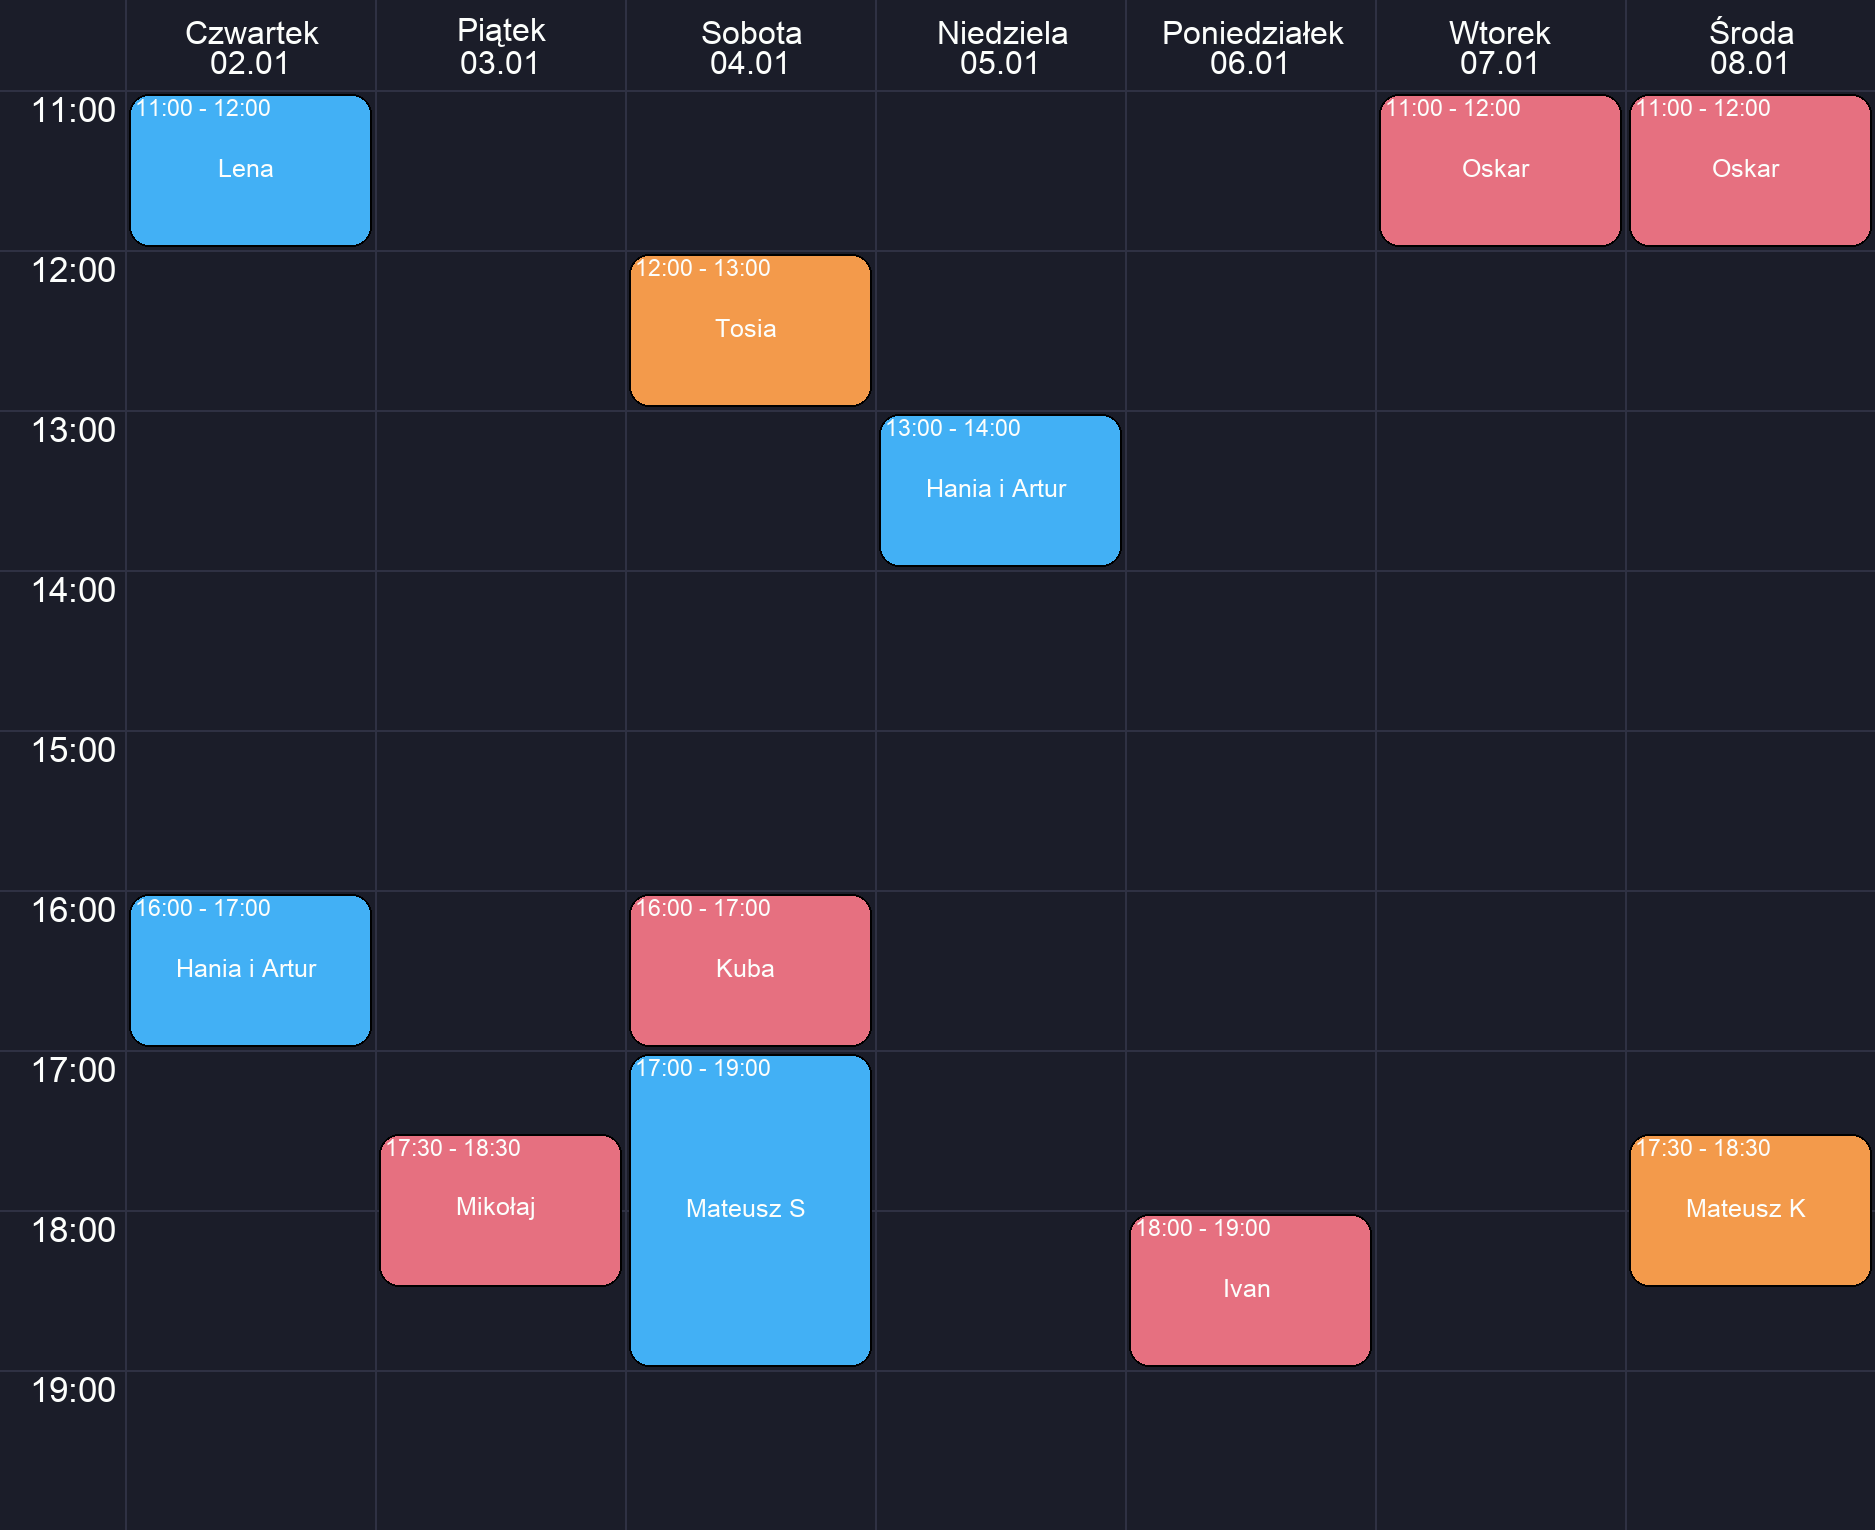 Czwartek
02.01
Piątek
03.01
Sobota
04.01
Niedziela
05.01
Poniedziałek
06.01
Wtorek
07.01
Środa
08.01
11:00
11:00 - 12:00
Lena
11:00 - 12:00
Oskar
11:00 - 12:00
Oskar
12:00
12:00 - 13:00
Tosia
13:00
13:00 - 14:00
Hania i Artur
14:00
15:00
16:00
16:00 - 17:00
Hania i Artur
16:00 - 17:00
Kuba
17:00
17:00 - 19:00
Mateusz S
17:30 - 18:30
Mikołaj
17:30 - 18:30
Mateusz K
18:00
18:00 - 19:00
Ivan
19:00